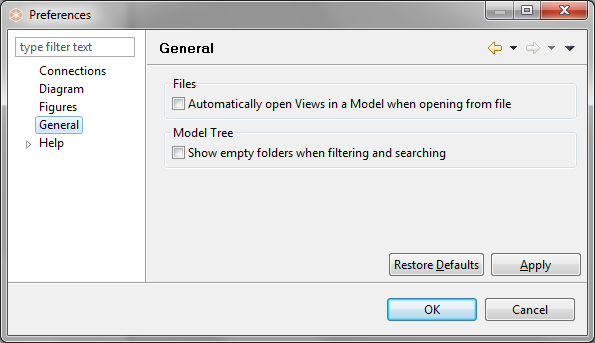 Preferences
type filter text
Connections
Diagram
Figures
General
Help
General
Files
Automatically open Views in a Model when opening from file
Model Tree
Show empty folders when filtering and searching
Restore Defaults
Apply
OK
Cancel